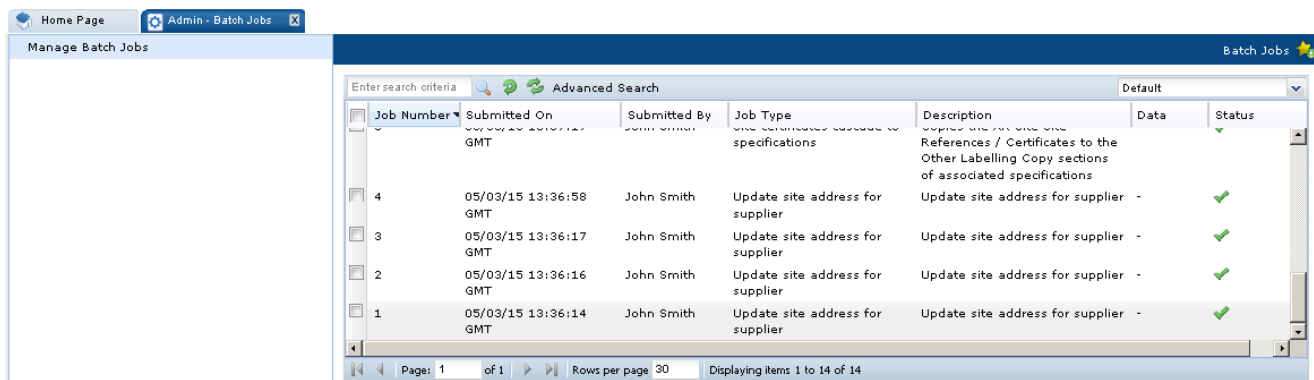 Home Page
Admin - Batch Jobs
Manage Batch Jobs
Batch Jobs
Enter search criteria
Advanced Search
Default
Job Number Submitted On Submitted By Job Type Description Data Status
GMT specifications References / Certificates to the
Other Labelling Copy sections
of associated specifications
4 05/03/15 13:36:58 John Smith Update site address for Update site address for supplier -
GMT supplier
3 05/03/15 13:36:17 John Smith Update site address for Update site address for supplier -
GMT supplier
2 05/03/15 13:36:16 John Smith Update site address for Update site address for supplier -
GMT supplier
1 05/03/15 13:36:14 John Smith Update site address for Update site address for supplier -
GMT supplier
Page: 1 of 1 Rows per page 30 Displaying items 1 to 14 of 14